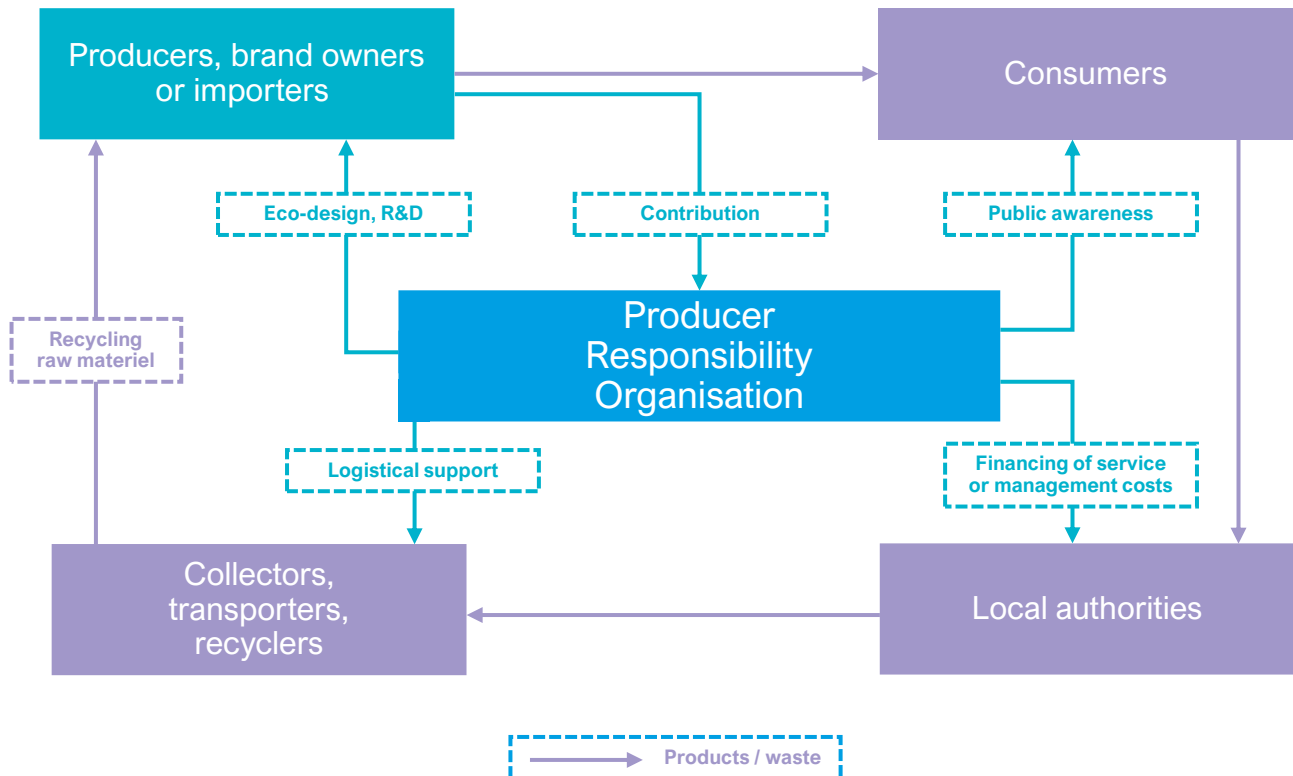 Producers, brand owners
or importers
Consumers
Eco-design, R&D
Contribution
Public awareness
Producer
Responsibility
Organisation
Recycling
raw materiel
Logistical support
Financing of service
or management costs
Collectors,
transporters,
recyclers
Local authorities
Products / waste